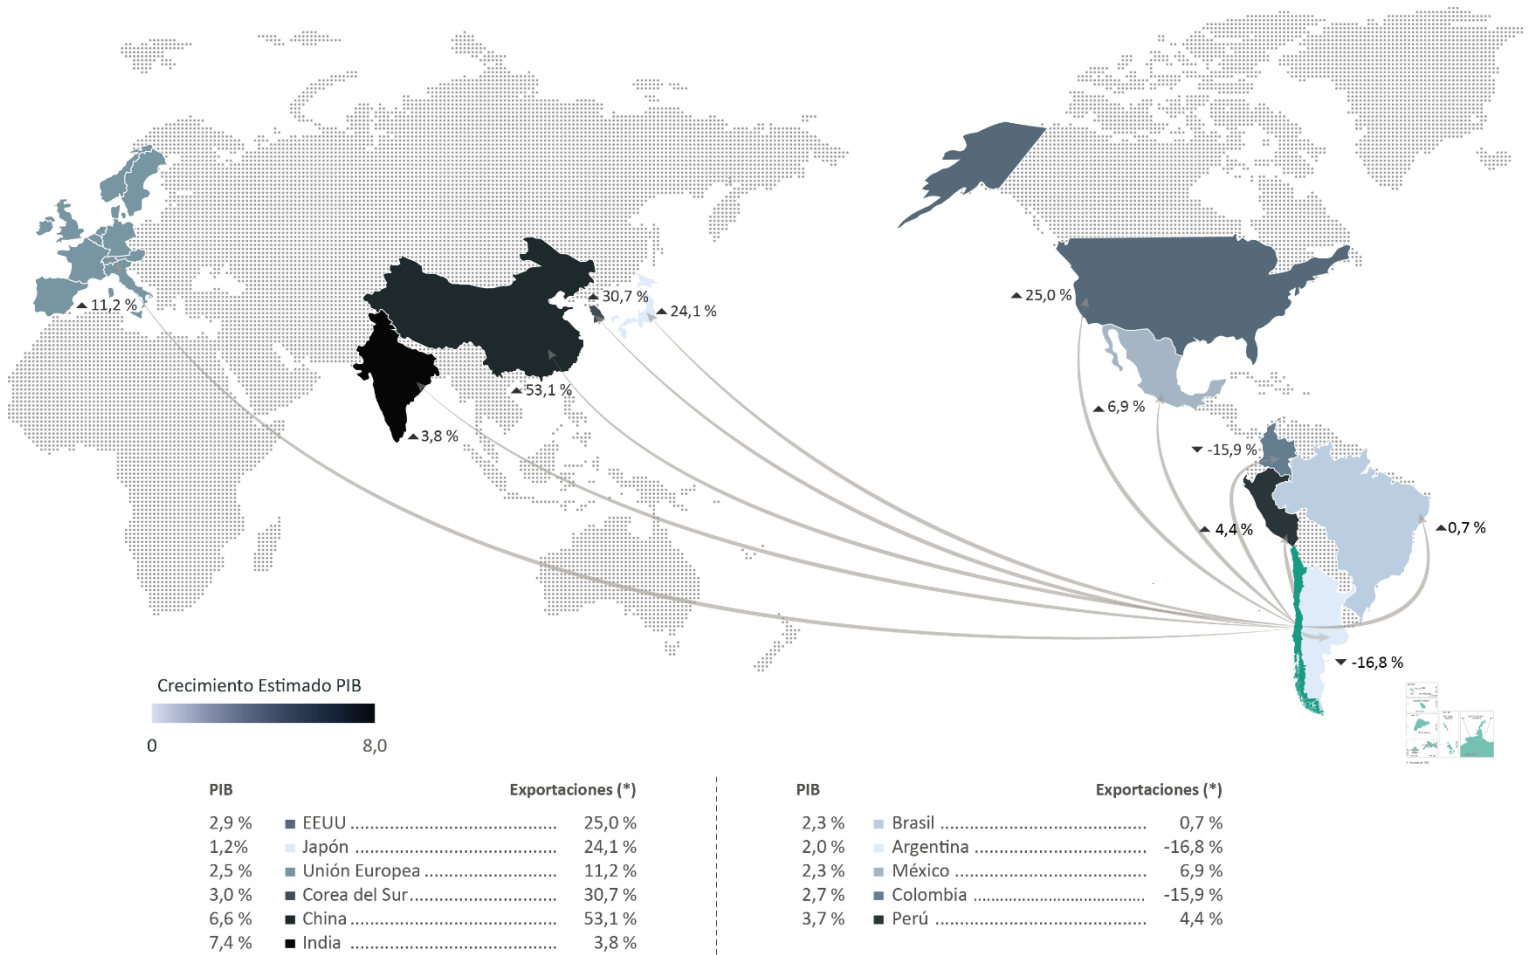 11,2 %
30,7 %
24,1 %
53,1 %
3,8 %
25,0 %
6,9 %
-15,9 %
4,4 %
0,7 %
-16,8 %
Crecimiento Estimado PIB
0 8,0
PIB Exportaciones (*)
2,9 % EEUU 25,0 %
1,2% Japón 24,1 %
2,5 % Unión Europea 11,2 %
3,0 % Corea del Sur 30,7 %
6,6 % China 53,1 %
7,4 % India 3,8 %
PIB Exportaciones (*)
2,3 % Brasil 0,7 %
2,0 % Argentina -16,8 %
2,3 % México 6,9 %
2,7 % Colombia -15,9 %
3,7 % Perú 4,4 %